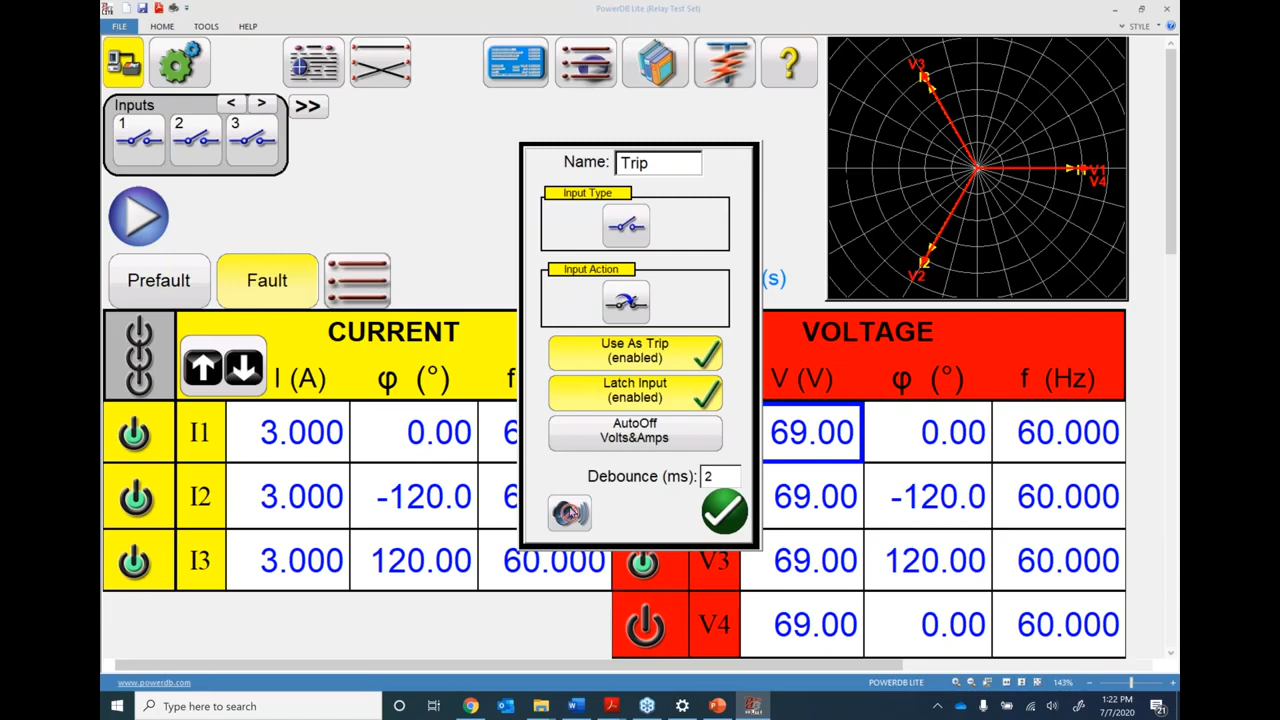 PowerDB Lite (Relay Test Set)
FILE
HOME
TOOLS
HELP
STYLE
Inputs
<
>
>>
1
2
3
Prefault
Fault
(s)
V3
V1
V4
I2
V2
Name: Trip
Input Type
Input Action
Use As Trip
(enabled)
Latch Input
(enabled)
AutoOff
Volts&Amps
Debounce (ms): 2
CURRENT
I (A)
φ (°)
f
I1
3.000
0.00
6
I2
3.000
-120.0
6
I3
3.000
120.00
60.000
VOLTAGE
V (V)
φ (°)
f (Hz)
69.00
0.00
60.000
69.00
-120.0
60.000
V3
69.00
120.00
60.000
V4
69.00
0.00
60.000
www.powerdb.com
POWERDB LITE
143%
Type here to search
1:22 PM
7/7/2020
21